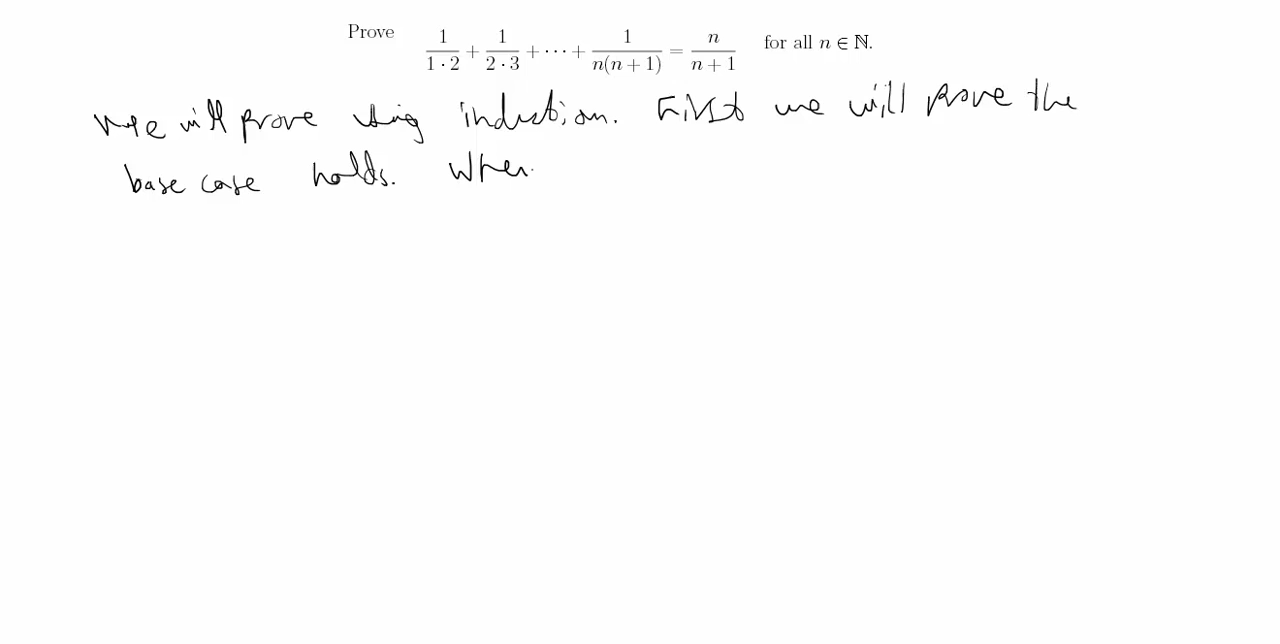 Prove 1/(1·2) + 1/(2·3) + ··· + 1/(n(n+1)) = n/(n+1) for all n ∈ ℕ.
We will prove using induction. First we will prove the
base case holds. When